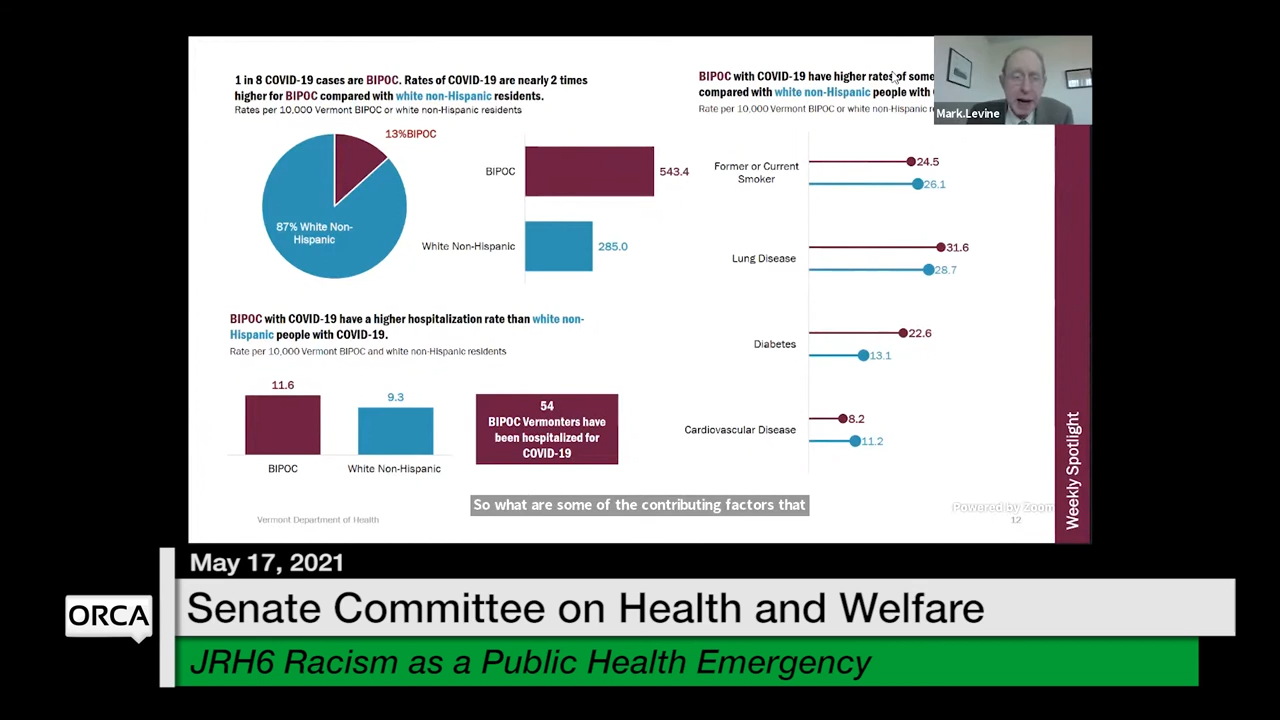 1 in 8 COVID-19 cases are BIPOC. Rates of COVID-19 are nearly 2 times
higher for BIPOC compared with white non-Hispanic residents.
Rates per 10,000 Vermont BIPOC or white non-Hispanic residents
13%BIPOC
87% White Non-
Hispanic
BIPOC
543.4
White Non-Hispanic
285.0
BIPOC with COVID-19 have a higher hospitalization rate than white non-
Hispanic people with COVID-19.
Rate per 10,000 Vermont BIPOC and white non-Hispanic residents
11.6
9.3
BIPOC
White Non-Hispanic
54
BIPOC Vermonters have
been hospitalized for
COVID-19
BIPOC with COVID-19 have higher rates of some
compared with white non-Hispanic people with
Rate per 10,000 Vermont BIPOC or white non-Hispanic
Mark.Levine
Former or Current
Smoker
24.5
26.1
Lung Disease
31.6
28.7
Diabetes
22.6
13.1
Cardiovascular Disease
8.2
11.2
Weekly Spotlight
So what are some of the contributing factors that
Powered by Zoom
Vermont Department of Health
12
May 17, 2021
ORCA
Senate Committee on Health and Welfare
JRH6 Racism as a Public Health Emergency